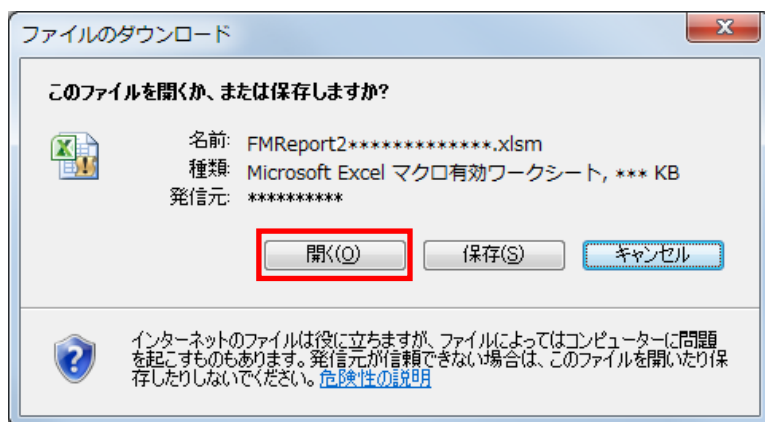 ファイルのダウンロード
このファイルを開くか、または保存しますか?
名前: FMReport2*************.xlsm
種類: Microsoft Excel マクロ有効ワークシート, *** KB
発信元: **********
開く(O) 保存(S) キャンセル
インターネットのファイルは役に立ちますが、ファイルによってはコンピューターに問題
を起こすものもあります。発信元が信頼できない場合は、このファイルを開いたり保
存したりしないでください。危険性の説明